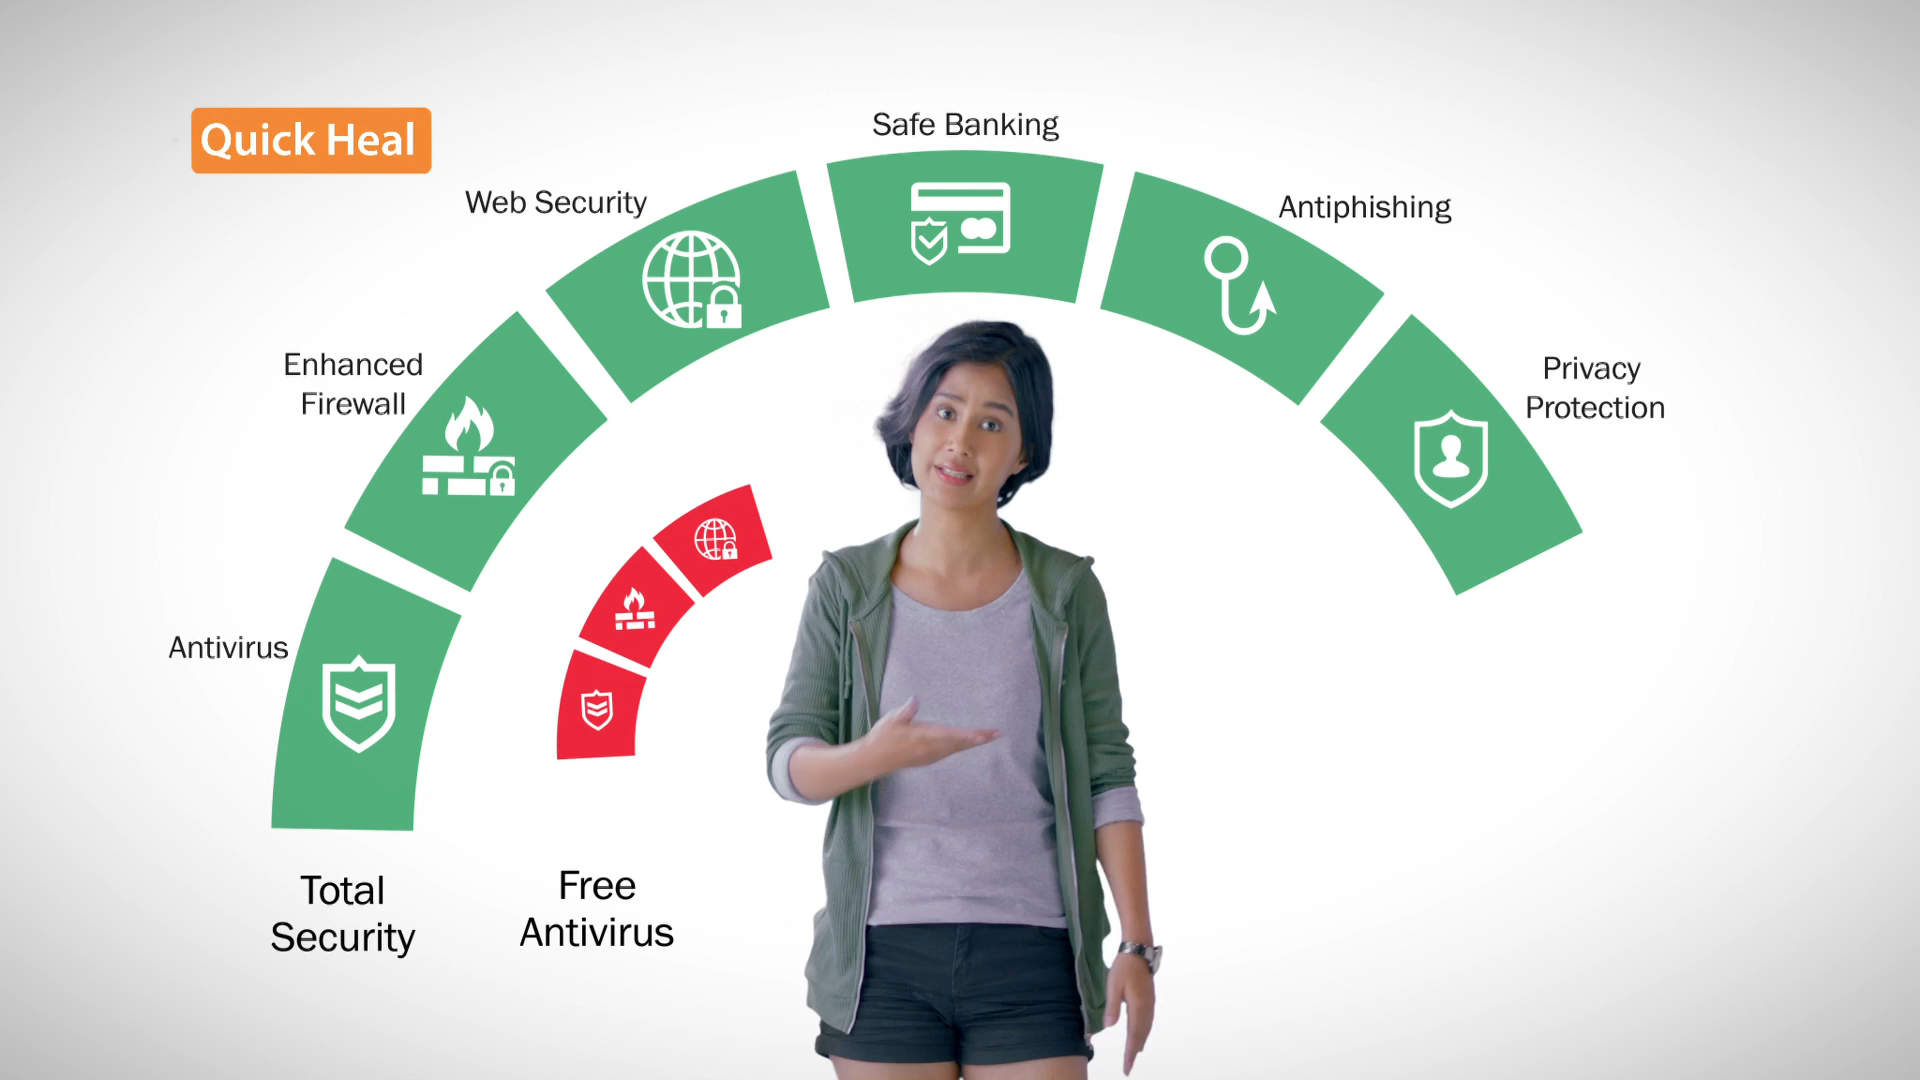 Quick Heal
Safe Banking
Web Security
Antiphishing
Enhanced
Firewall
Privacy
Protection
Antivirus
Total
Security
Free
Antivirus